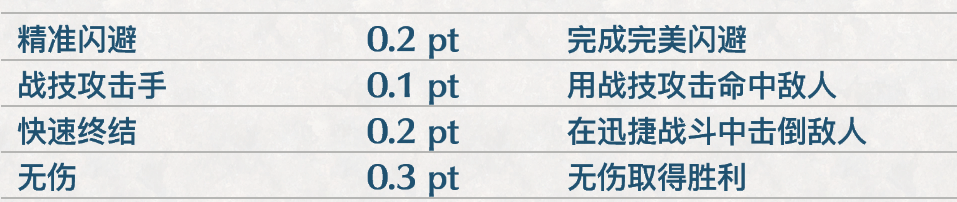 精准闪避 0.2 pt 完成完美闪避
战技攻击手 0.1 pt 用战技攻击命中敌人
快速终结 0.2 pt 在迅捷战斗中击倒敌人
无伤 0.3 pt 无伤取得胜利